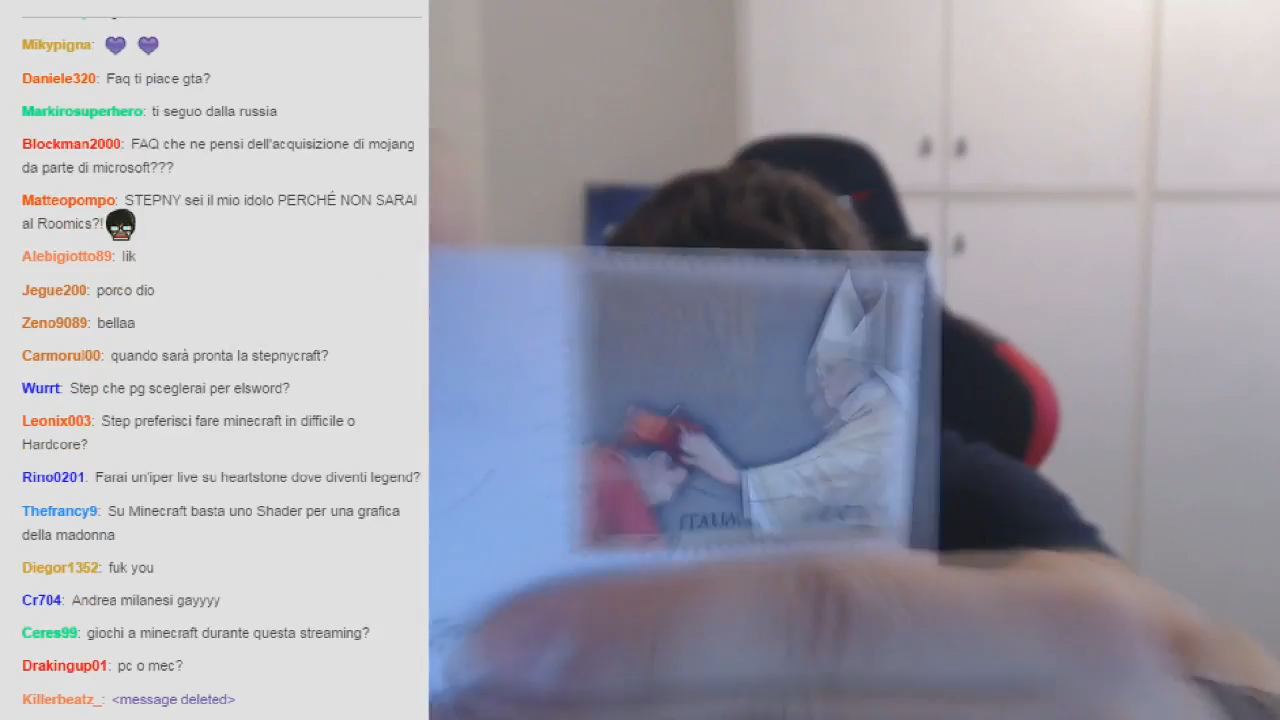 Mikypigna:
Daniele320: Faq ti piace gta?
Markirosuperhero: ti seguo dalla russia
Blockman2000: FAQ che ne pensi dell'acquisizione di mojang
da parte di microsoft???
Matteopompo: STEPNY sei il mio idolo PERCHÉ NON SARAI
al Roomics?!
Alebigiotto89: lik
Jegue200: porco dio
Zeno9089: bellaa
Carmorul00: quando sarà pronta la stepnycraft?
Wurrt: Step che pg sceglerai per elsword?
Leonix003: Step preferisci fare minecraft in difficile o
Hardcore?
Rino0201: Farai un'iper live su heartstone dove diventi legend?
Thefrancy9: Su Minecraft basta uno Shader per una grafica
della madonna
Diegor1352: fuk you
Cr704: Andrea milanesi gayyyy
Ceres99: giochi a minecraft durante questa streaming?
Drakingup01: pc o mec?
Killerbeatz_: <message deleted>